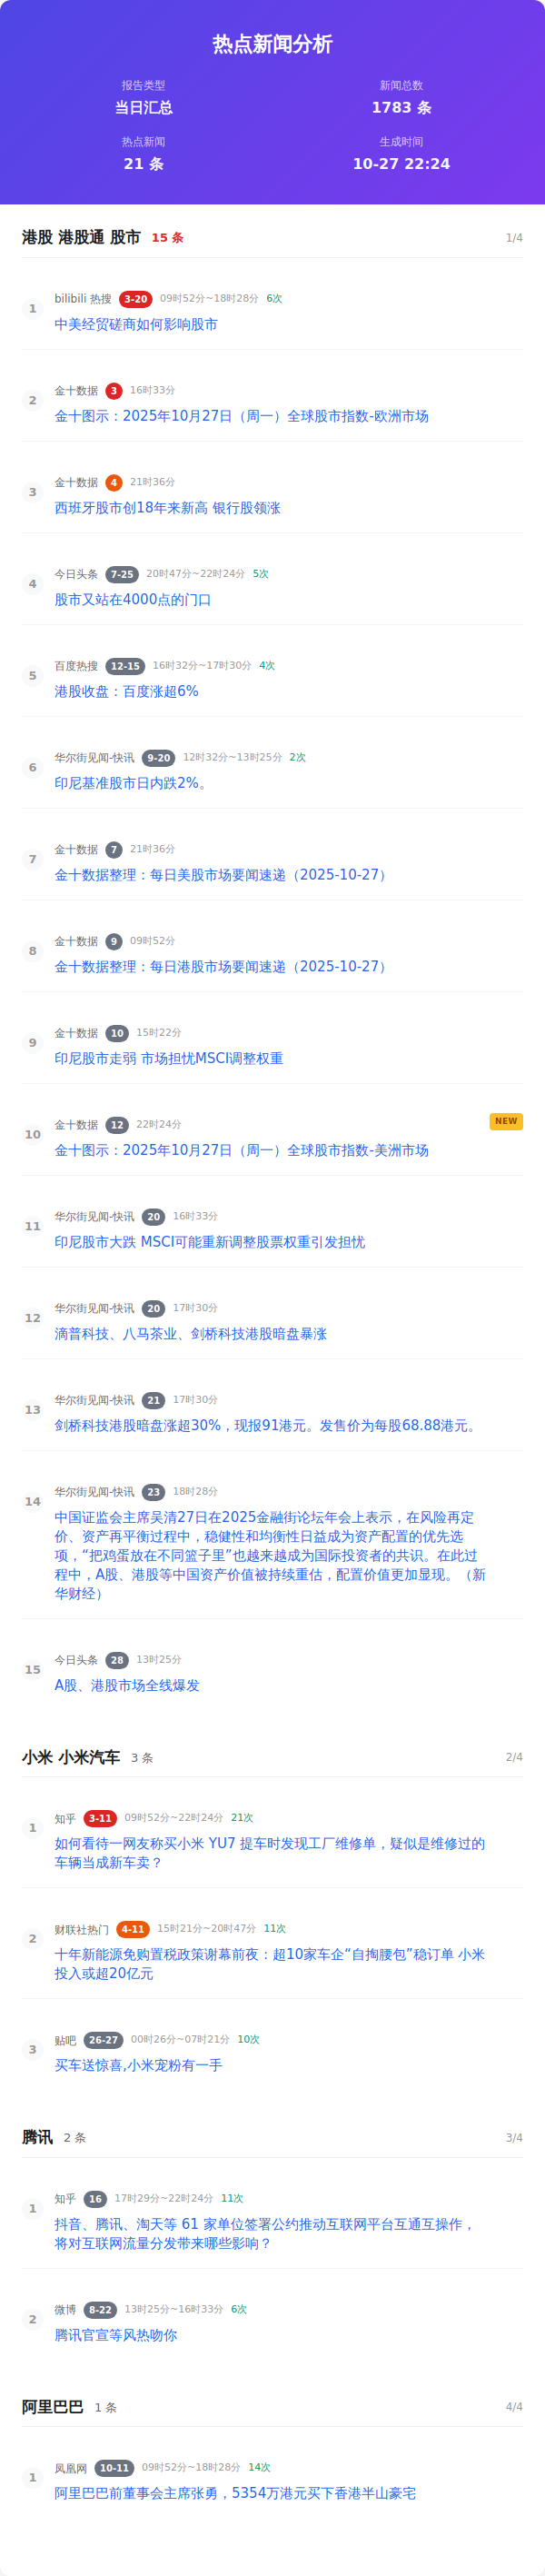 热点新闻分析
报告类型
当日汇总
新闻总数
1783 条
热点新闻
21 条
生成时间
10-27 22:24
港股 港股通 股市 15 条 1/4
1 bilibili 热搜 3-20 09时52分~18时28分 6次
中美经贸磋商如何影响股市
2 金十数据 3 16时33分
金十图示：2025年10月27日（周一）全球股市指数-欧洲市场
3 金十数据 4 21时36分
西班牙股市创18年来新高 银行股领涨
4 今日头条 7-25 20时47分~22时24分 5次
股市又站在4000点的门口
5 百度热搜 12-15 16时32分~17时30分 4次
港股收盘：百度涨超6%
6 华尔街见闻-快讯 9-20 12时32分~13时25分 2次
印尼基准股市日内跌2%。
7 金十数据 7 21时36分
金十数据整理：每日美股市场要闻速递（2025-10-27）
8 金十数据 9 09时52分
金十数据整理：每日港股市场要闻速递（2025-10-27）
9 金十数据 10 15时22分
印尼股市走弱 市场担忧MSCI调整权重
10 金十数据 12 22时24分 NEW
金十图示：2025年10月27日（周一）全球股市指数-美洲市场
11 华尔街见闻-快讯 20 16时33分
印尼股市大跌 MSCI可能重新调整股票权重引发担忧
12 华尔街见闻-快讯 20 17时30分
滴普科技、八马茶业、剑桥科技港股暗盘暴涨
13 华尔街见闻-快讯 21 17时30分
剑桥科技港股暗盘涨超30%，现报91港元。发售价为每股68.88港元。
14 华尔街见闻-快讯 23 18时28分
中国证监会主席吴清27日在2025金融街论坛年会上表示，在风险再定
价、资产再平衡过程中，稳健性和均衡性日益成为资产配置的优先选
项，“把鸡蛋放在不同篮子里”也越来越成为国际投资者的共识。在此过
程中，A股、港股等中国资产价值被持续重估，配置价值更加显现。（新
华财经）
15 今日头条 28 13时25分
A股、港股市场全线爆发
小米 小米汽车 3 条 2/4
1 知乎 3-11 09时52分~22时24分 21次
如何看待一网友称买小米 YU7 提车时发现工厂维修单，疑似是维修过的
车辆当成新车卖？
2 财联社热门 4-11 15时21分~20时47分 11次
十年新能源免购置税政策谢幕前夜：超10家车企“自掏腰包”稳订单 小米
投入或超20亿元
3 贴吧 26-27 00时26分~07时21分 10次
买车送惊喜,小米宠粉有一手
腾讯 2 条 3/4
1 知乎 16 17时29分~22时24分 11次
抖音、腾讯、淘天等 61 家单位签署公约推动互联网平台互通互操作，
将对互联网流量分发带来哪些影响？
2 微博 8-22 13时25分~16时33分 6次
腾讯官宣等风热吻你
阿里巴巴 1 条 4/4
1 凤凰网 10-11 09时52分~18时28分 14次
阿里巴巴前董事会主席张勇，5354万港元买下香港半山豪宅